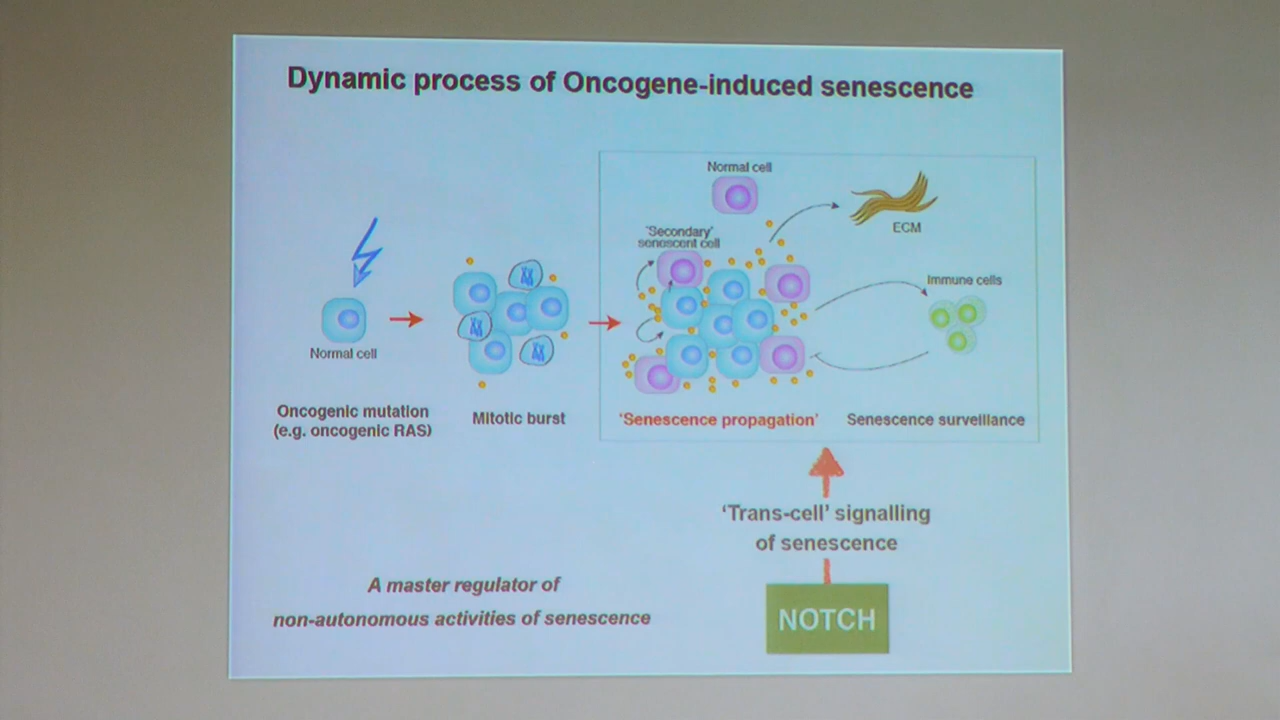 Dynamic process of Oncogene-induced senescence
Normal cell
'Secondary'
senescent cell
ECM
Immune cells
Normal cell
Oncogenic mutation
(e.g. oncogenic RAS)
Mitotic burst
'Senescence propagation'
Senescence surveillance
'Trans-cell' signalling
of senescence
A master regulator of
non-autonomous activities of senescence
NOTCH